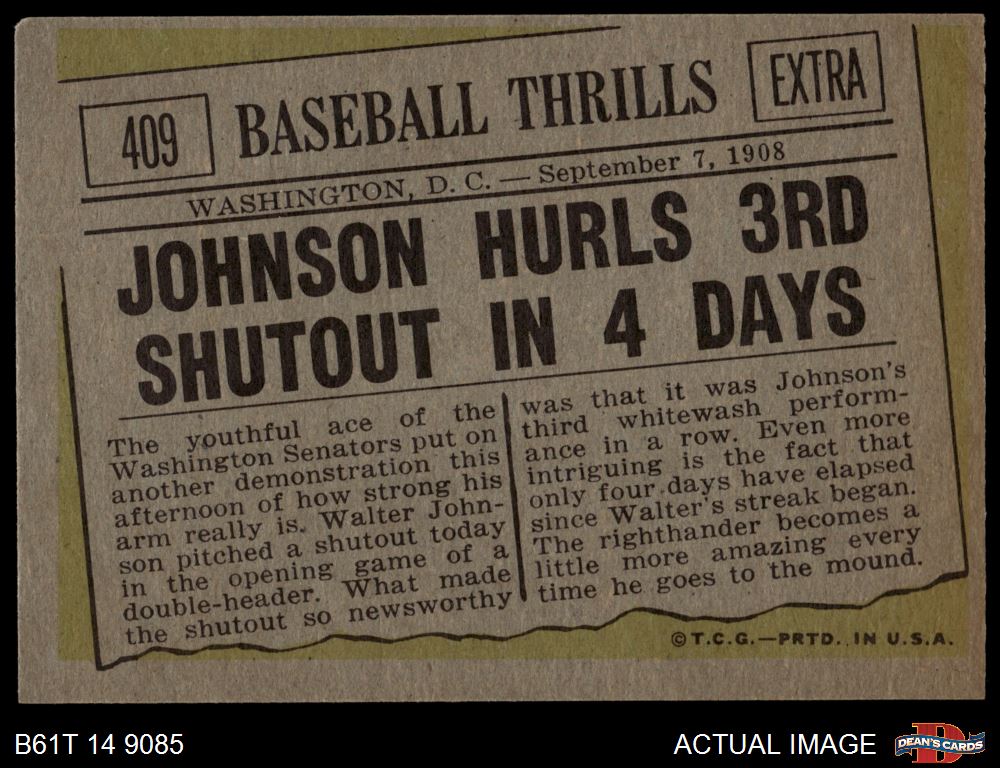 409
BASEBALL THRILLS
EXTRA
WASHINGTON, D. C. — September 7, 1908
JOHNSON HURLS 3RD
SHUTOUT IN 4 DAYS
The youthful ace of the
Washington Senators put on
another demonstration this
afternoon of how strong his
arm really is. Walter John-
son pitched a shutout today
in the opening game of a
double-header. What made
the shutout so newsworthy
was that it was Johnson's
third whitewash perform-
ance in a row. Even more
intriguing is the fact that
only four days have elapsed
since Walter's streak began.
The righthander becomes a
little more amazing every
time he goes to the mound.
© T.C.G.—PRTD. IN U.S.A.
B61T 14 9085
ACTUAL IMAGE
DEAN'S CARDS